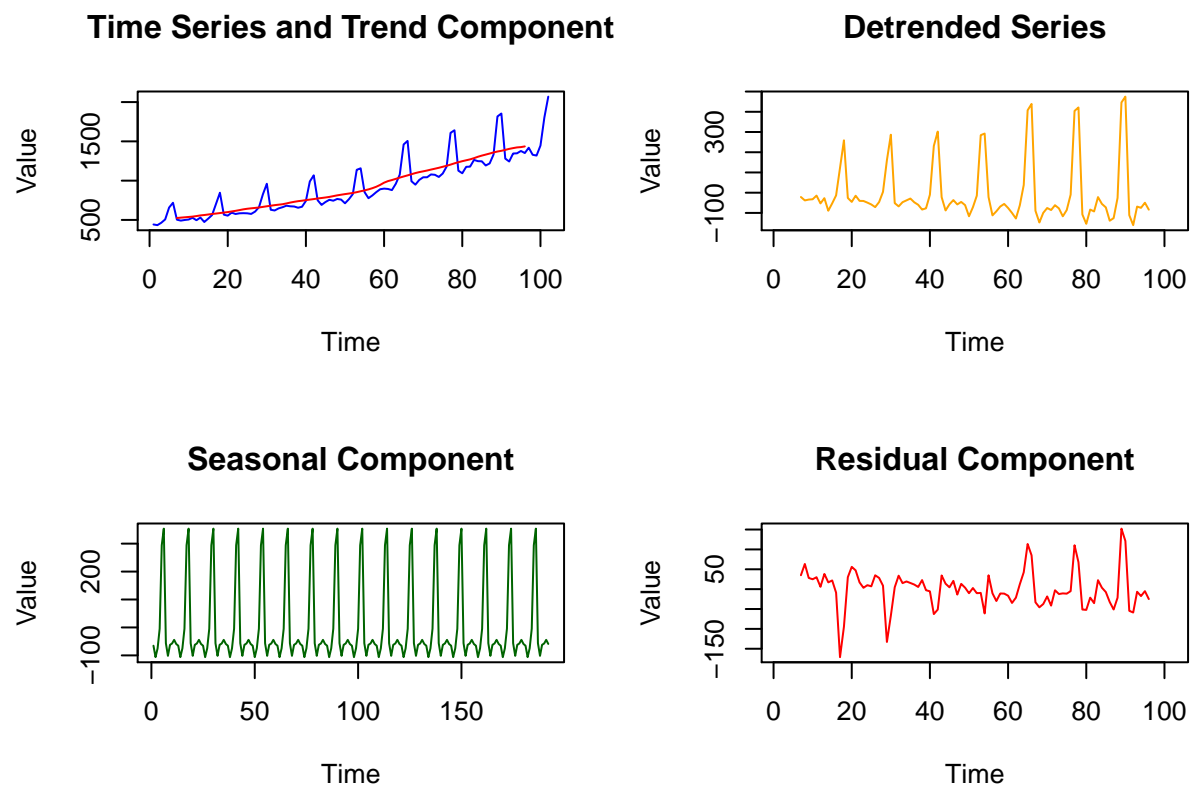 Time Series and Trend Component
Value
500
1500
0
20
40
60
80
100
Time
Detrended Series
Value
−100
300
0
20
40
60
80
100
Time
Seasonal Component
Value
−100
200
0
50
100
150
Time
Residual Component
Value
−150
50
0
20
40
60
80
100
Time